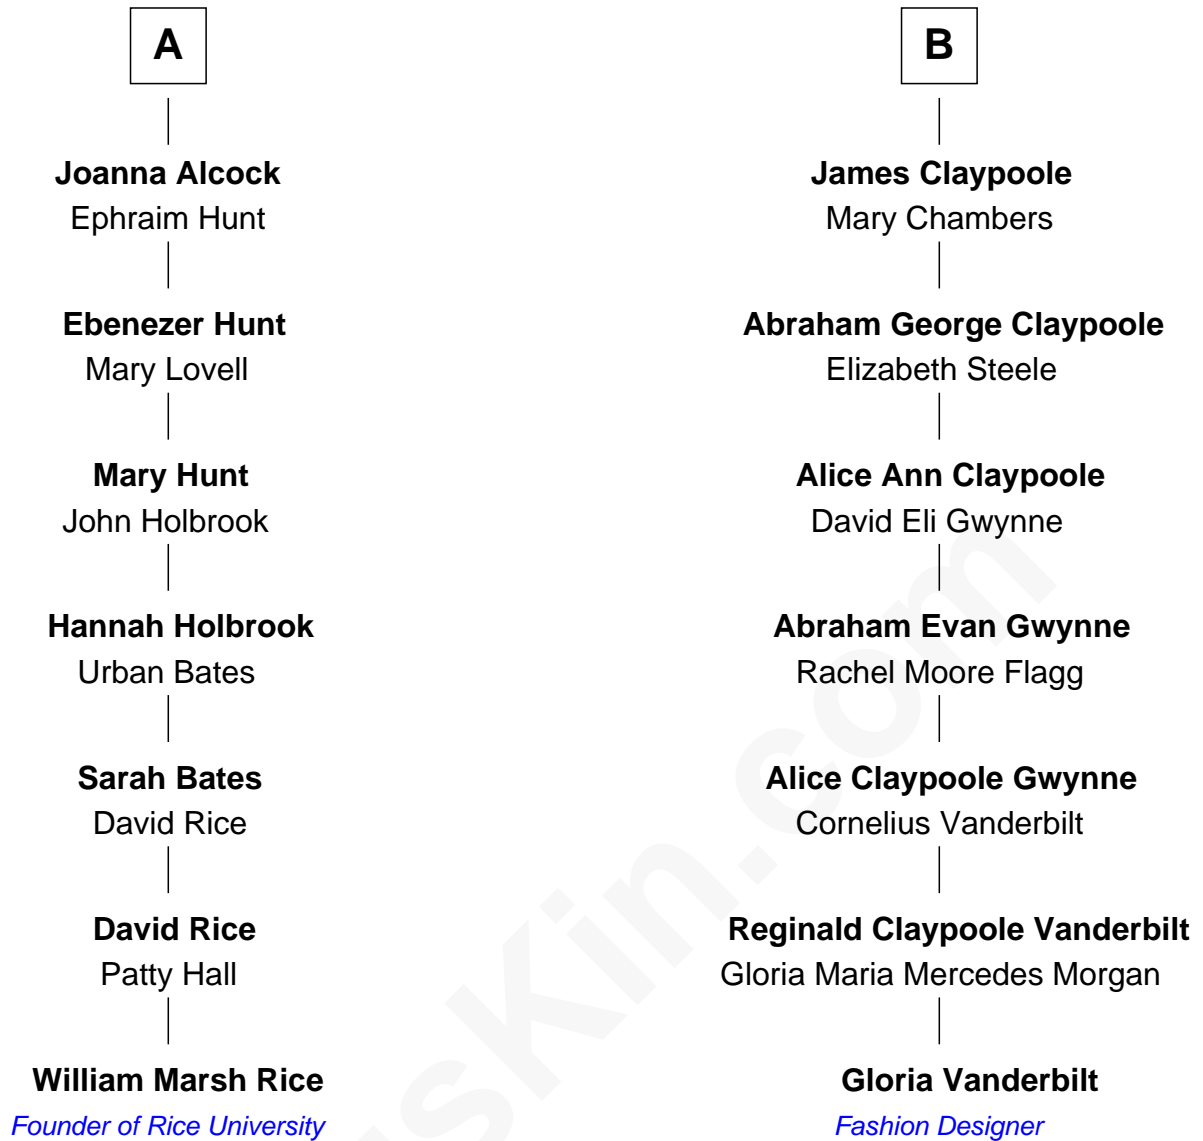 A
Joanna Alcock
Ephraim Hunt
Ebenezer Hunt
Mary Lovell
Mary Hunt
John Holbrook
Hannah Holbrook
Urban Bates
Sarah Bates
David Rice
David Rice
Patty Hall
William Marsh Rice
Founder of Rice University
B
James Claypoole
Mary Chambers
Abraham George Claypoole
Elizabeth Steele
Alice Ann Claypoole
David Eli Gwynne
Abraham Evan Gwynne
Rachel Moore Flagg
Alice Claypoole Gwynne
Cornelius Vanderbilt
Reginald Claypoole Vanderbilt
Gloria Maria Mercedes Morgan
Gloria Vanderbilt
Fashion Designer